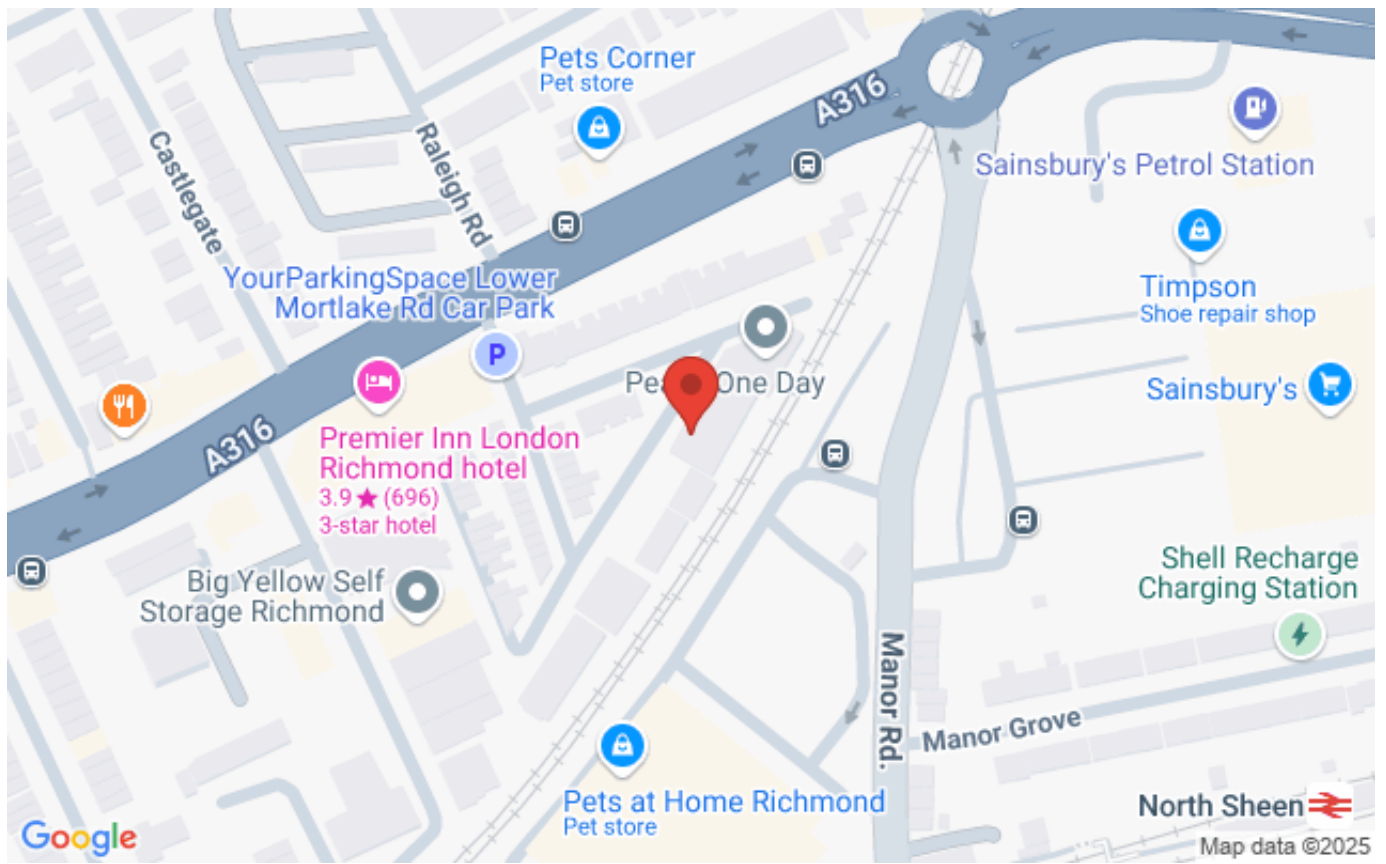 Pets Corner
Pet store
A316
Castlegate
Raleigh Rd
Sainsbury's Petrol Station
YourParkingSpace Lower
Mortlake Rd Car Park
P
Timpson
Shoe repair shop
One Day
Sainsbury's
A316
Premier Inn London
Richmond hotel
3.9 ★ (696)
3-star hotel
Big Yellow Self
Storage Richmond
Shell Recharge
Charging Station
Manor Rd.
Manor Grove
Pets at Home Richmond
Pet store
North Sheen
Google
Map data ©2025